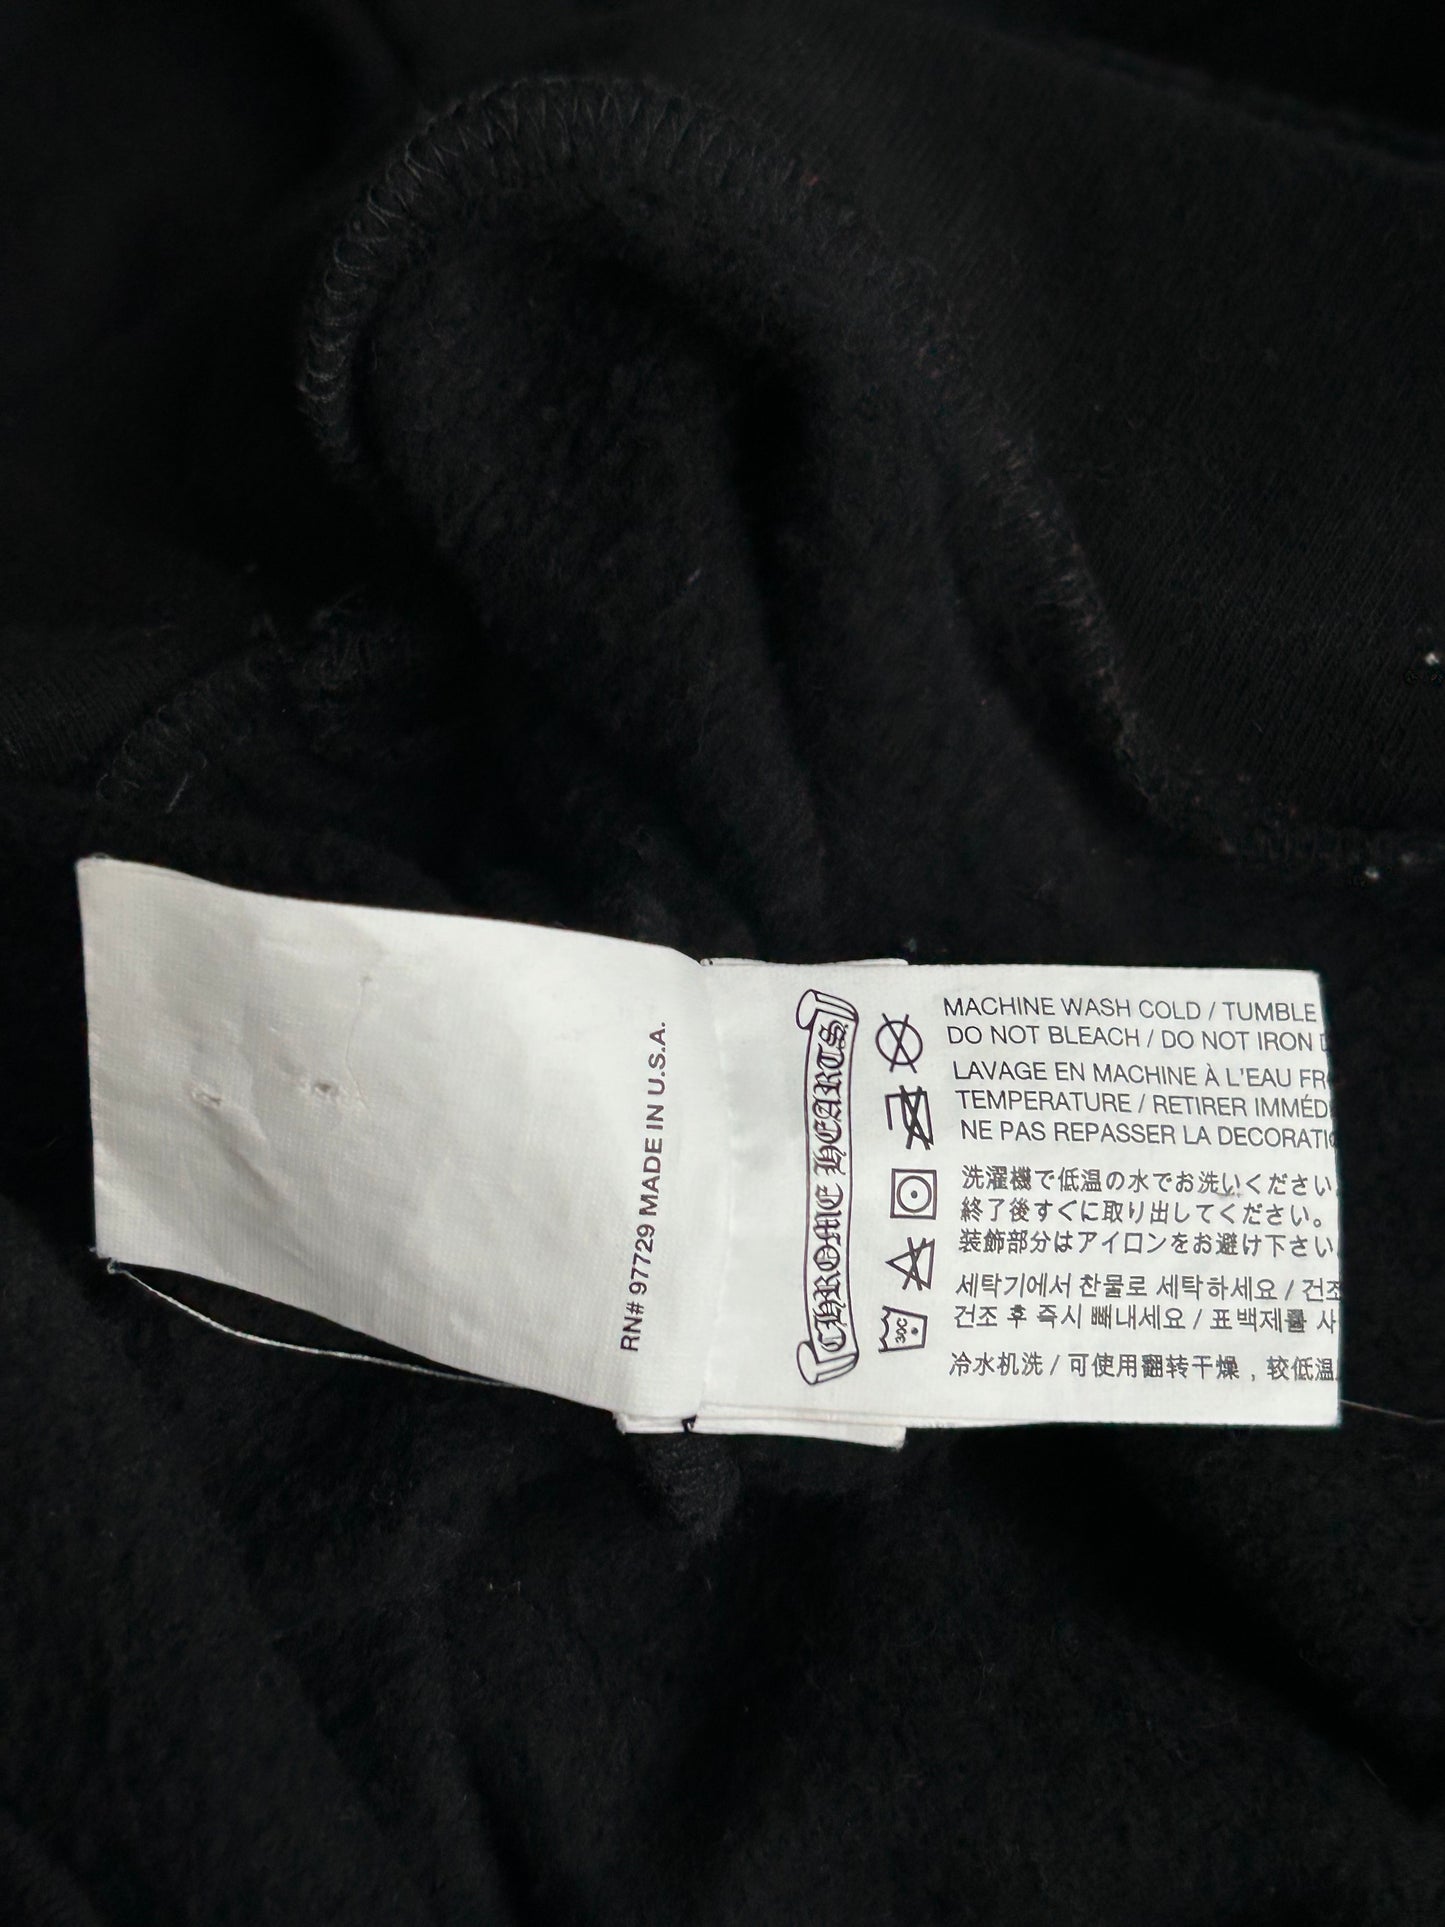 RN# 97729 MADE IN U.S.A.
CHROME HEARTS
30C
MACHINE WASH COLD / TUMBLE
DO NOT BLEACH / DO NOT IRON
LAVAGE EN MACHINE À L'EAU
TEMPERATURE / RETIRER
NE PAS REPASSER LA
洗濯機で低温の水でお洗いください
終了後すぐに取り出してください。
装飾部分はアイロンをお避け下さい
세탁기에서 찬물로 세탁하세요 / 건조
건조 후 즉시 빼내세요 / 표백제를 사
冷水机洗 / 可使用翻转干燥，较低温